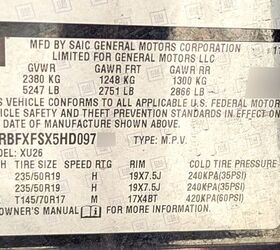 MFD BY SAIC GENERAL MOTORS CORPORATION
LIMITED FOR GENERAL MOTORS LLC
GVWR GAWR FRT GAWR RR
2380 KG 1248 KG 1300 KG
5247 LB 2751 LB 2866 LB
S VEHICLE CONFORMS TO ALL APPLICABLE U.S. FEDERAL
VEHICLE SAFETY AND THEFT PREVENTION STANDARDS IN EFFECT
DATE OF MANUFACTURE SHOWN ABOVE.
RBFXFSX5HD097 TYPE: M.P.V.
DEL: XU26
TIRE SIZE SPEED RTG RIM COLD TIRE PRESSURE
235/50R19 H 19X7.5J 240KPA(35PSI)
235/50R19 H 19X7.5J 240KPA(35PSI)
T145/70R17 M 17X4BT 420KPA(60PSI)
OWNER'S MANUAL FOR MORE INFORMATION.